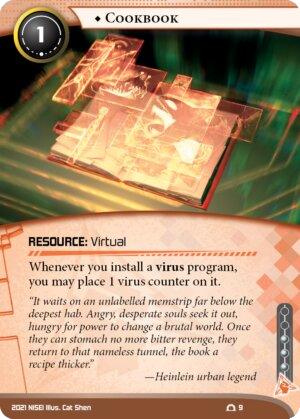 1
◆ COOKBOOK
RESOURCE: Virtual
Whenever you install a virus program,
you may place 1 virus counter on it.
“It waits on an unlabelled memstrip far below the
deepest hab. Angry, desperate souls seek it out,
hungry for power to change a brutal world. Once
they can stomach no more bitter revenge, they
return to that nameless tunnel, the book a
recipe thicker.”
—Heinlein urban legend
2021 NISEI Illus. Cat Shen
9